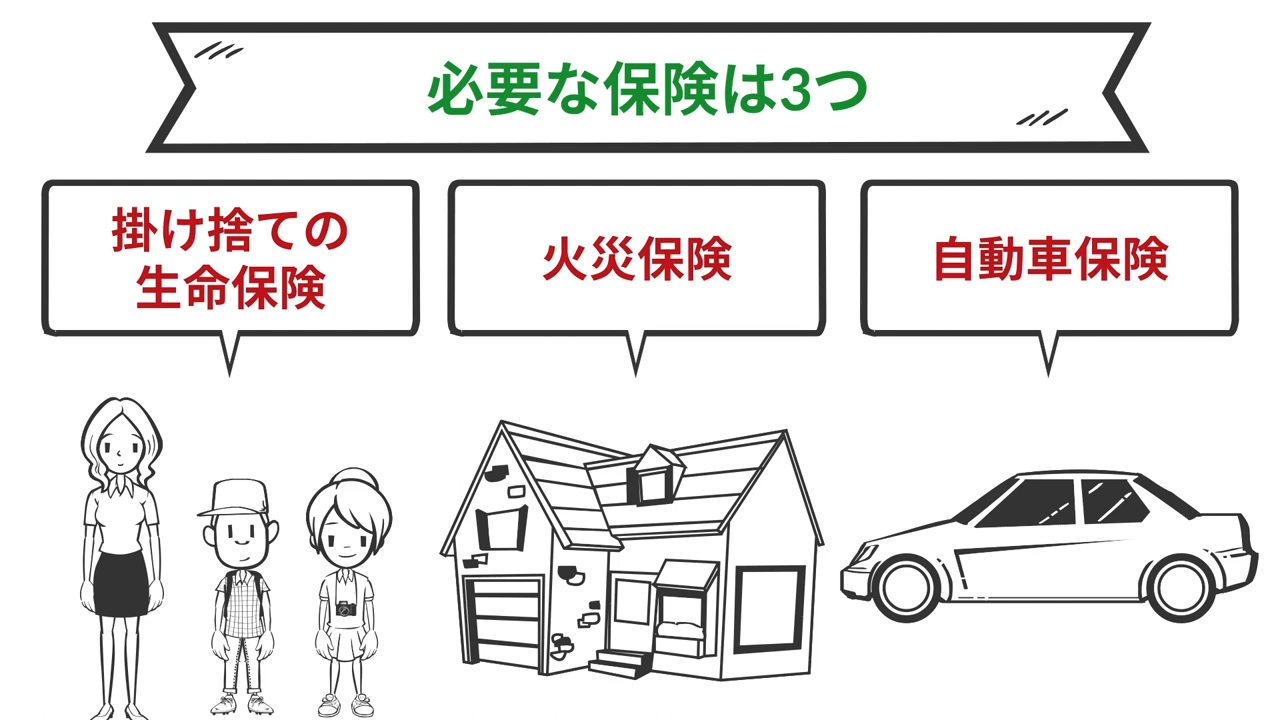 必要な保険は3つ
掛け捨ての
生命保険
火災保険
自動車保険